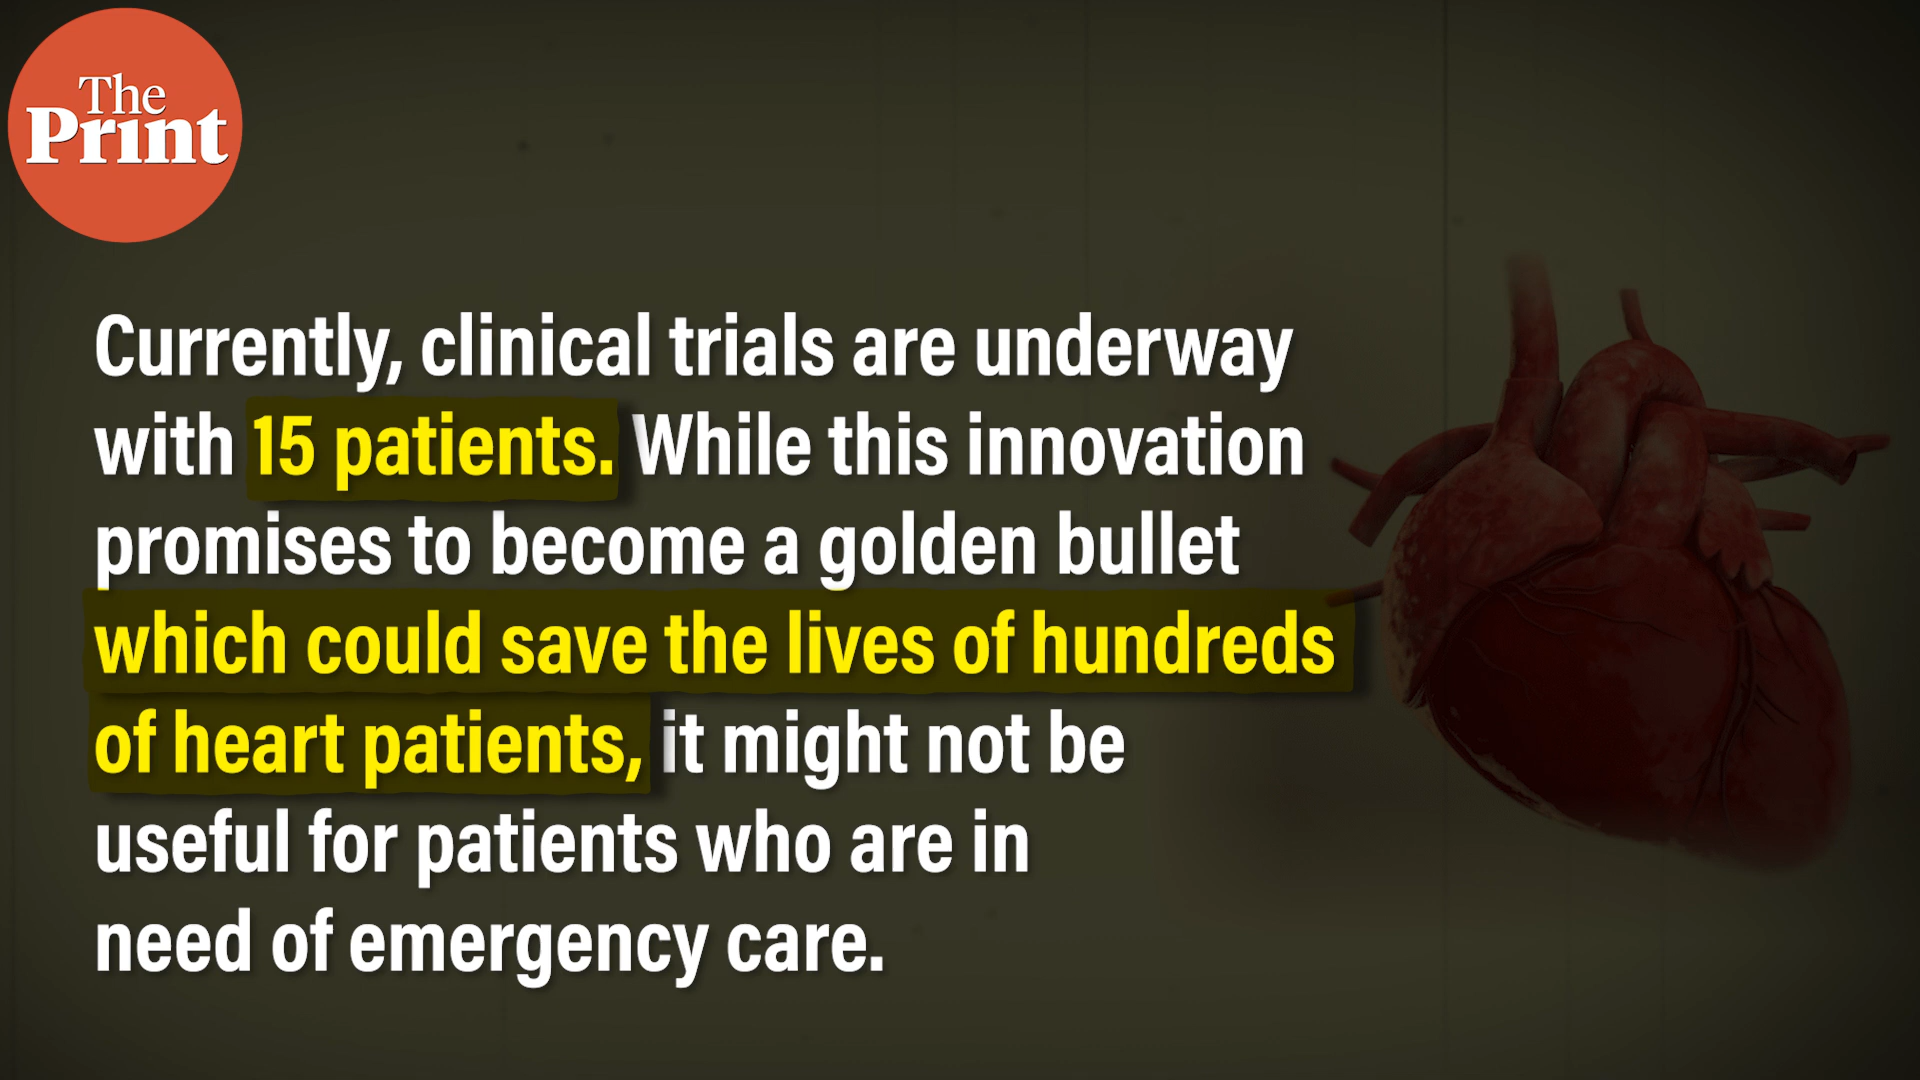 The
Print
Currently, clinical trials are underway
with 15 patients. While this innovation
promises to become a golden bullet
which could save the lives of hundreds
of heart patients, it might not be
useful for patients who are in
need of emergency care.